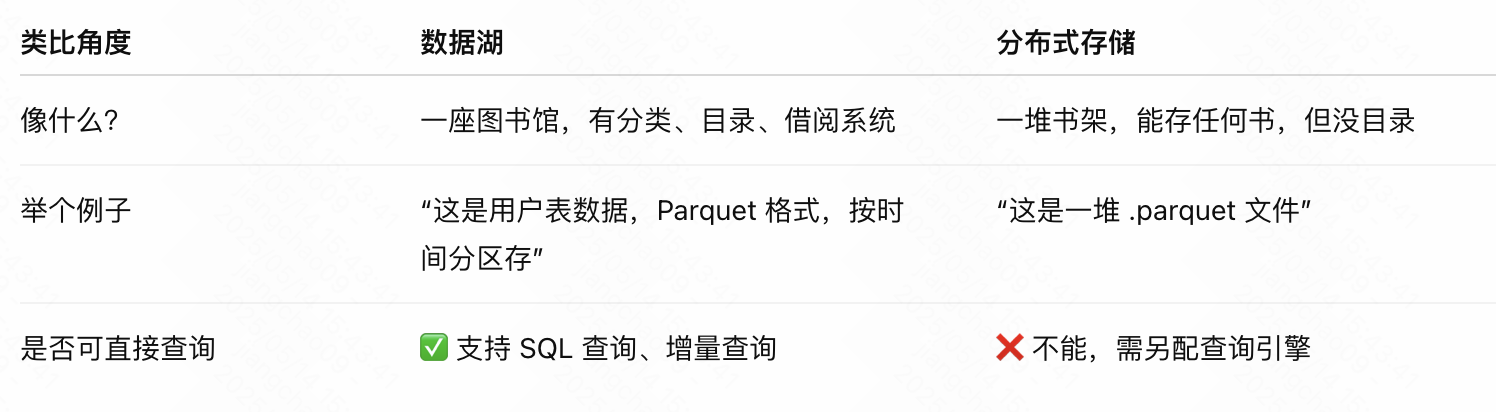 类比角度 数据湖 分布式存储
像什么? 一座图书馆，有分类、目录、借阅系统 一堆书架，能存任何书，但没目录
举个例子 “这是用户表数据，Parquet 格式，按时 “这是一堆 .parquet 文件”
间分区存”
是否可直接查询 ✅ 支持 SQL 查询、增量查询 ❌ 不能，需另配查询引擎